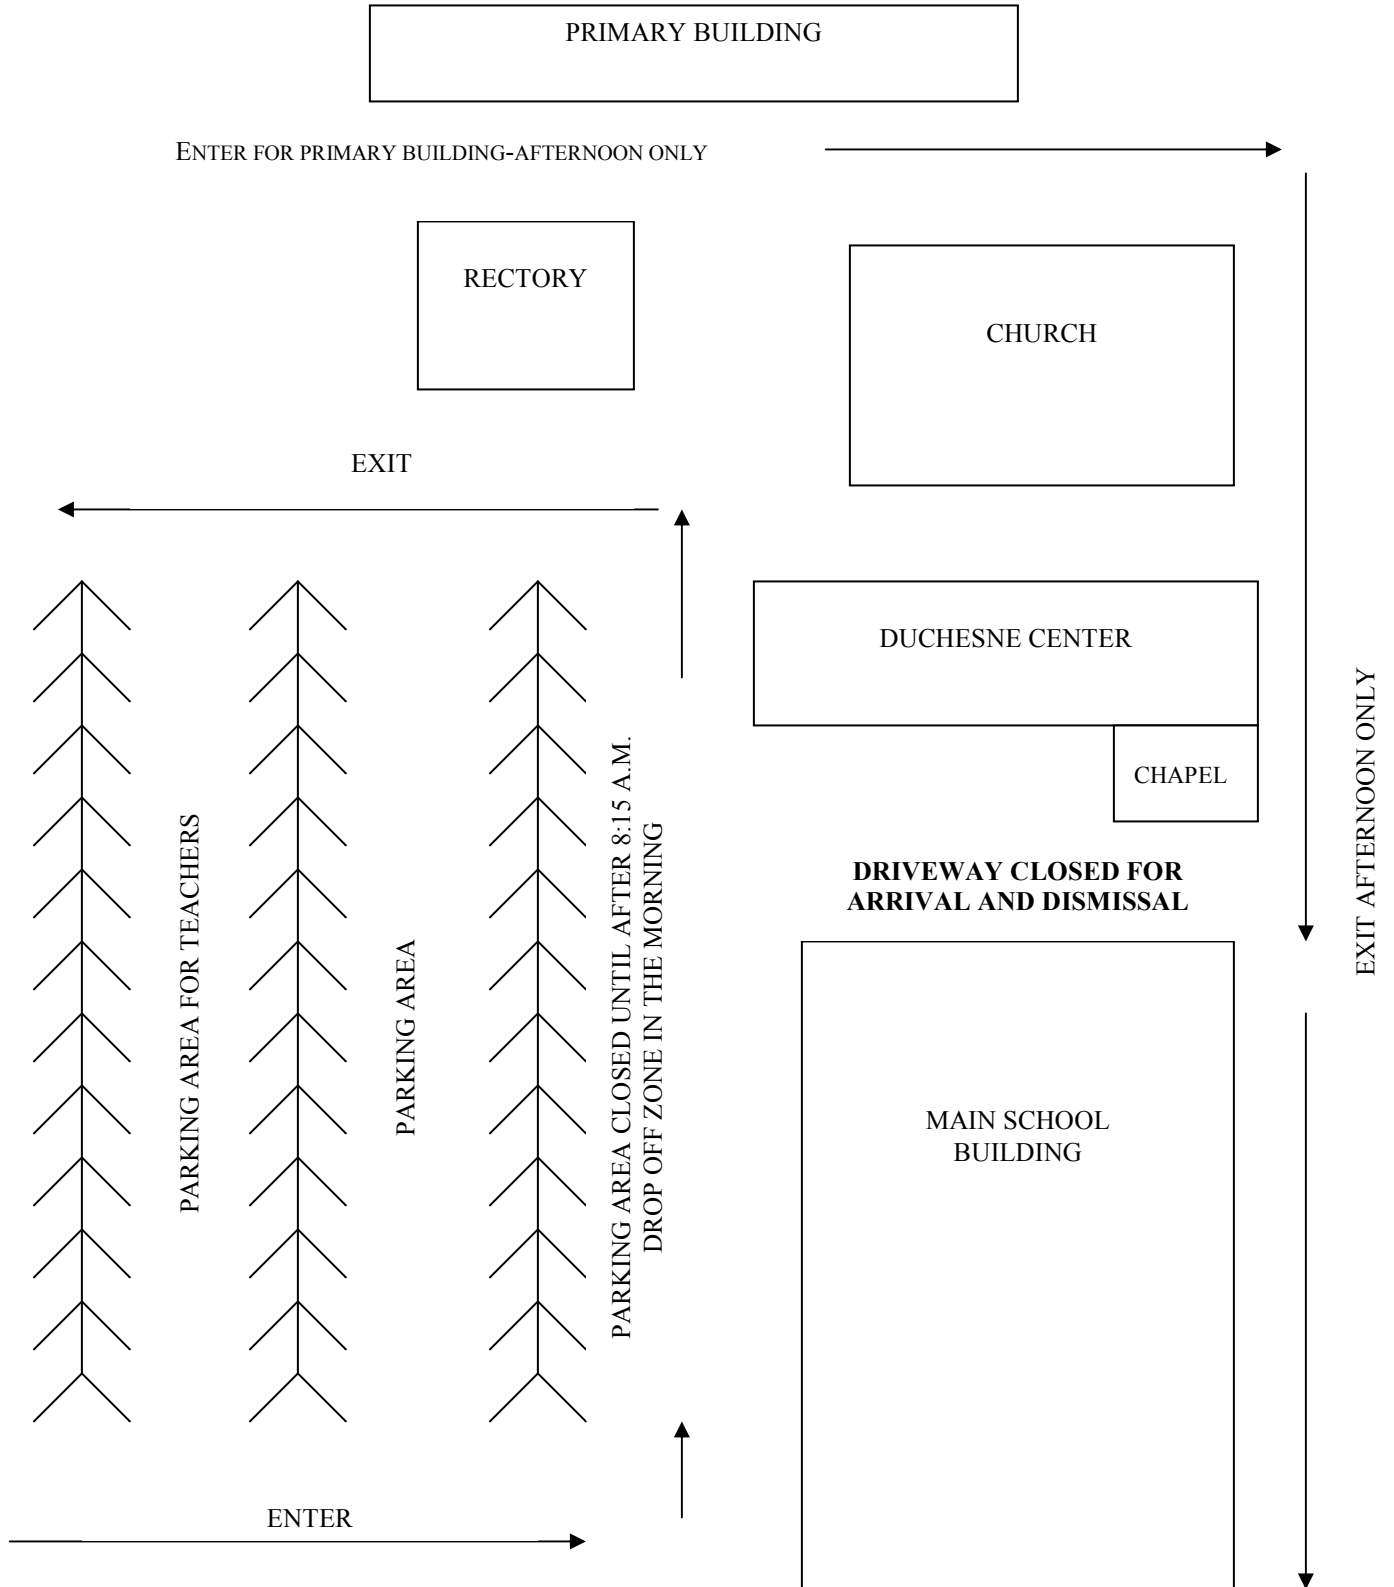 PRIMARY BUILDING
ENTER FOR PRIMARY BUILDING-AFTERNOON ONLY
RECTORY
CHURCH
EXIT
DUCHESNE CENTER
CHAPEL
EXIT AFTERNOON ONLY
DRIVEWAY CLOSED FOR
ARRIVAL AND DISMISSAL
PARKING AREA FOR TEACHERS
PARKING AREA
PARKING AREA CLOSED UNTIL AFTER 8:15 A.M.
DROP OFF ZONE IN THE MORNING
MAIN SCHOOL
BUILDING
ENTER